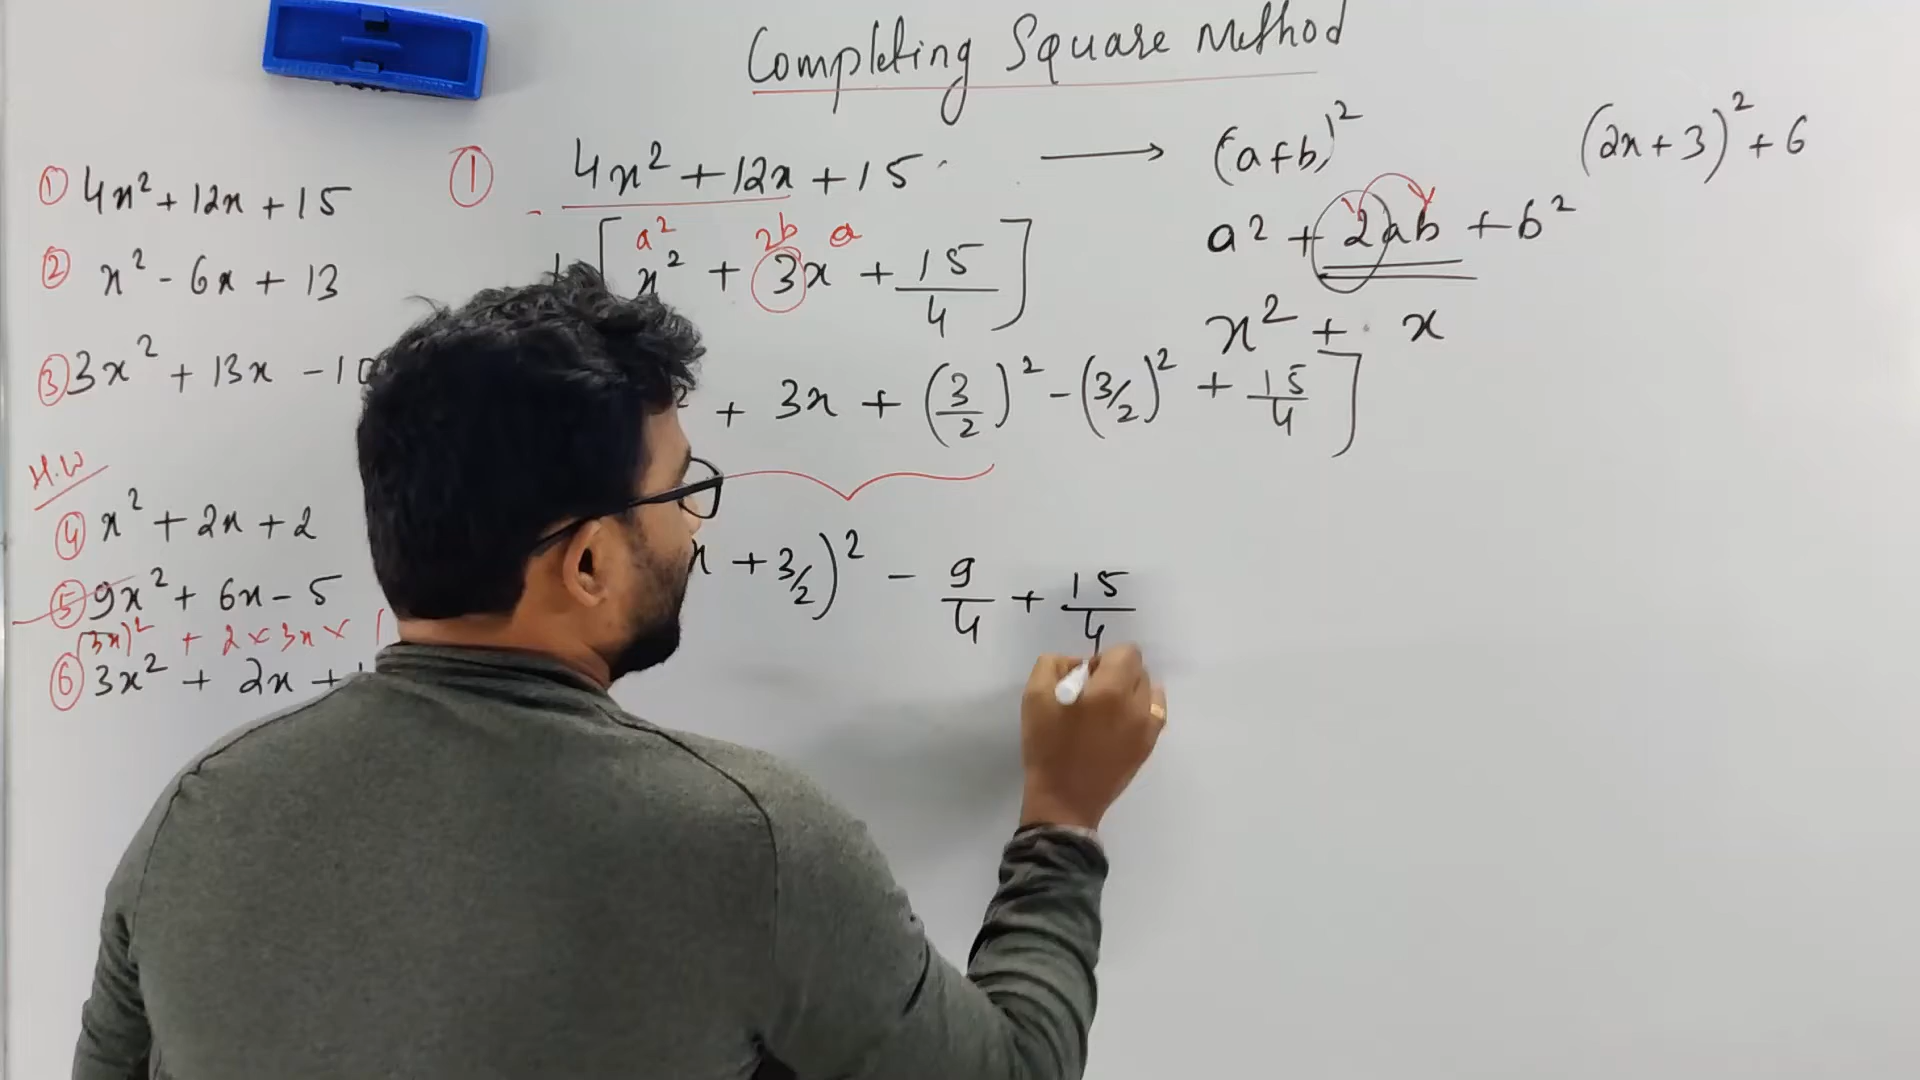 Completing Square Method
① 4x² + 12x + 15
② x² - 6x + 13
③ 3x² + 13x - 10
H.W
④ x² + 2x + 2
⑤ 9x² + 6x - 5
(3x)² + 2 × 3x × 1
⑥ 3x² + 2x +
① 4x² + 12x + 15 ⟶ (a+b)²
a² 2b a
[x² + 3x + 15/4]
+ 3x + (3/2)² - (3/2)² + 15/4]
x + 3/2)² - 9/4 + 15/4
a² + 2ab + b²
x² + x
(2x + 3)² + 6